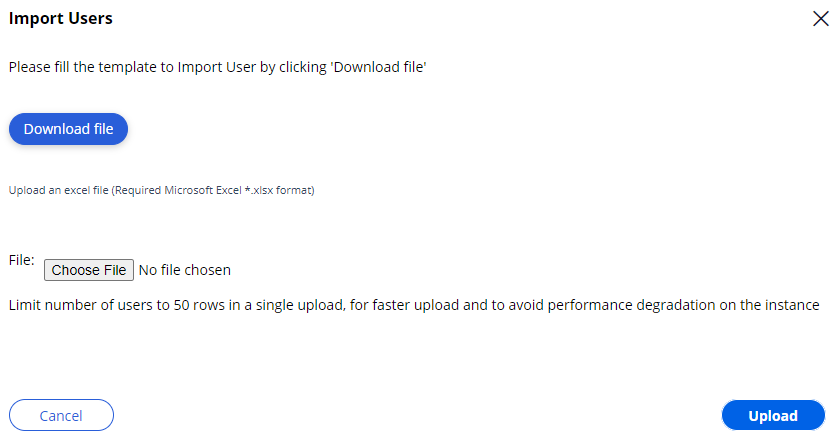 Import Users
Please fill the template to Import User by clicking 'Download file'
Download file
Upload an excel file (Required Microsoft Excel *.xlsx format)
File:
Choose File No file chosen
Limit number of users to 50 rows in a single upload, for faster upload and to avoid performance degradation on the instance
Cancel
Upload